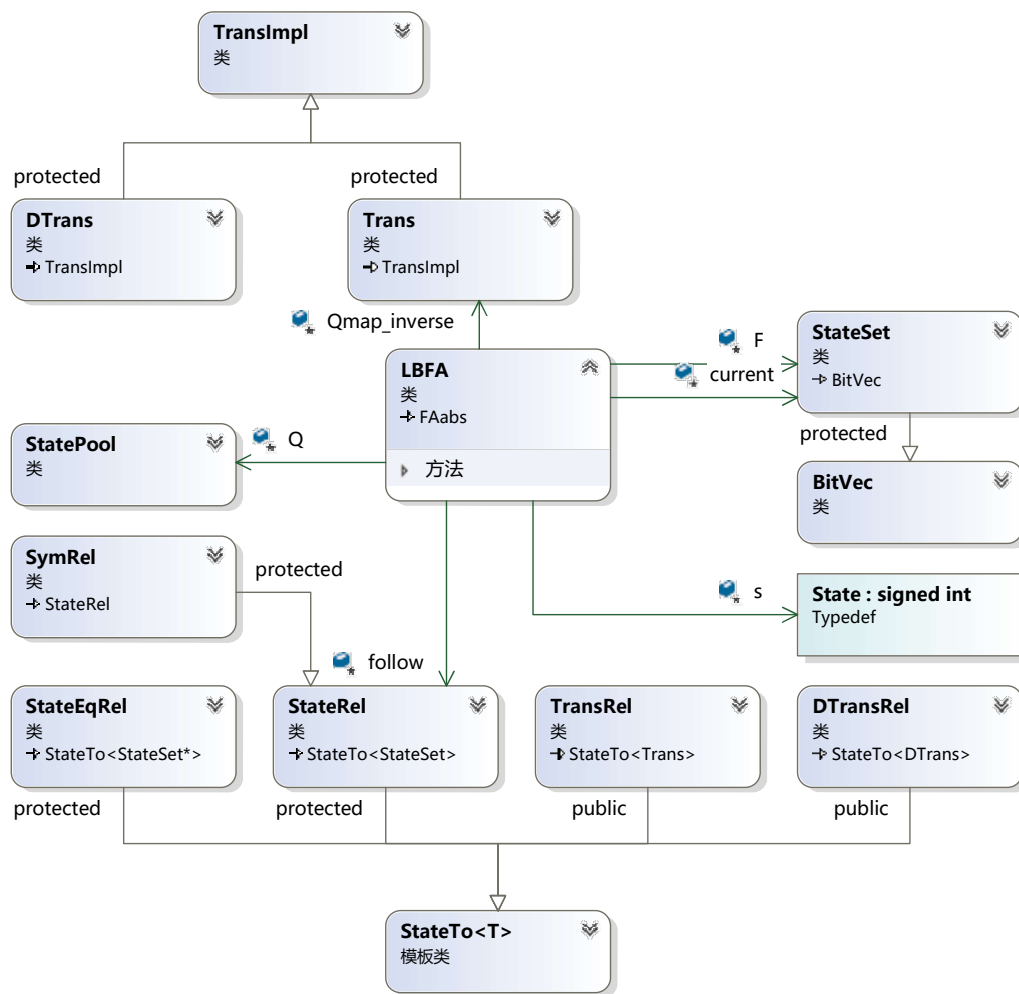 TransImpl
类
protected
protected
DTrans
类
TransImpl
Trans
类
TransImpl
Qmap_inverse
F
current
StateSet
类
BitVec
LBFA
类
FAabs
方法
protected
Q
StatePool
类
BitVec
类
SymRel
类
StateRel
protected
s
State : signed int
Typedef
follow
StateEqRel
类
StateTo<StateSet*>
StateRel
类
StateTo<StateSet>
TransRel
类
StateTo<Trans>
DTransRel
类
StateTo<DTrans>
protected
protected
public
public
StateTo<T>
模板类